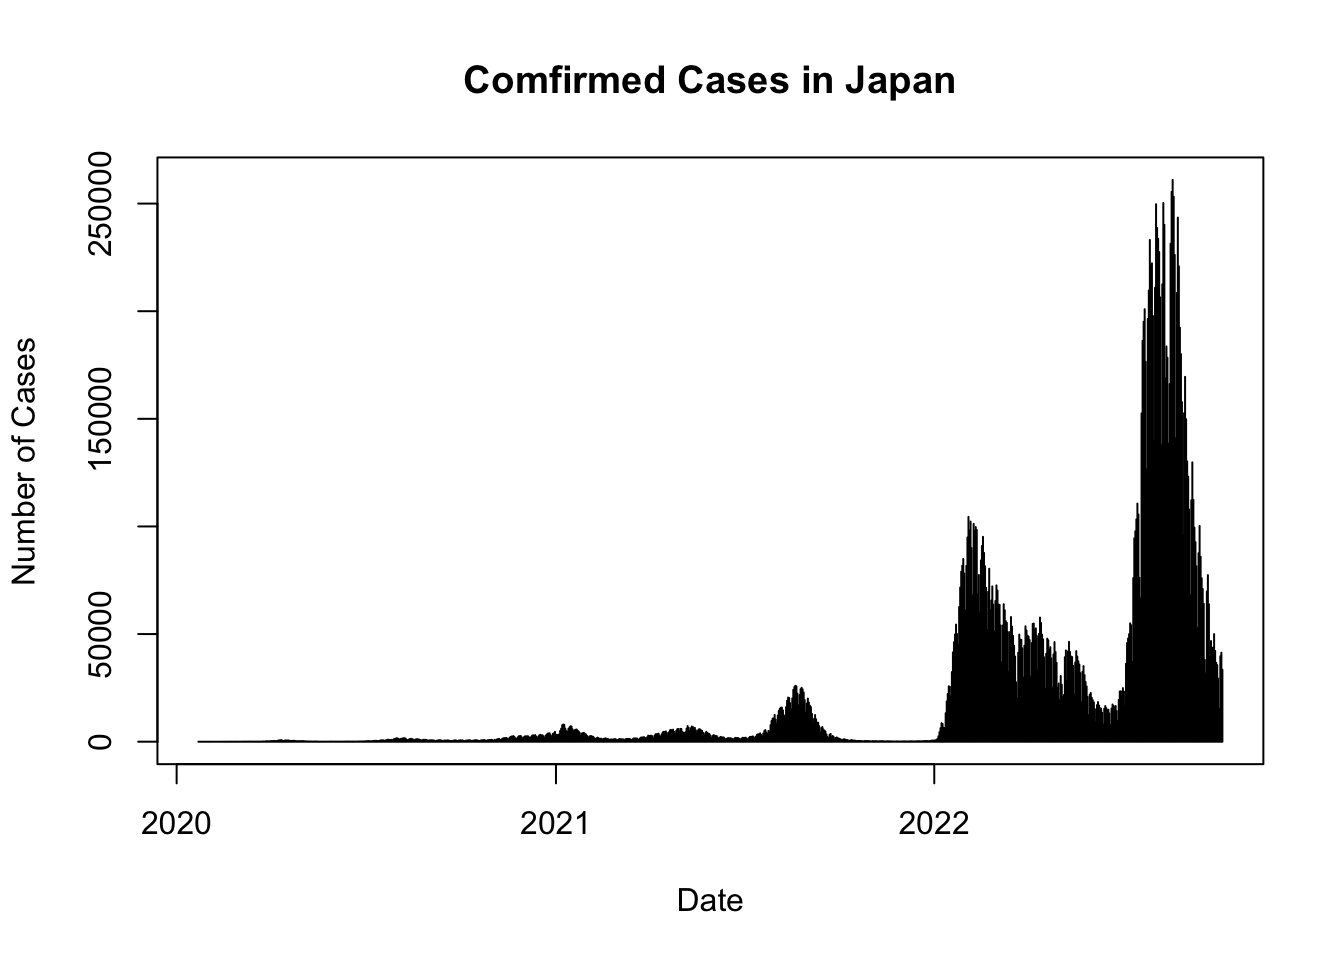 Comfirmed Cases in Japan
Number of Cases
250000
150000
50000
0
2020 2021 2022
Date